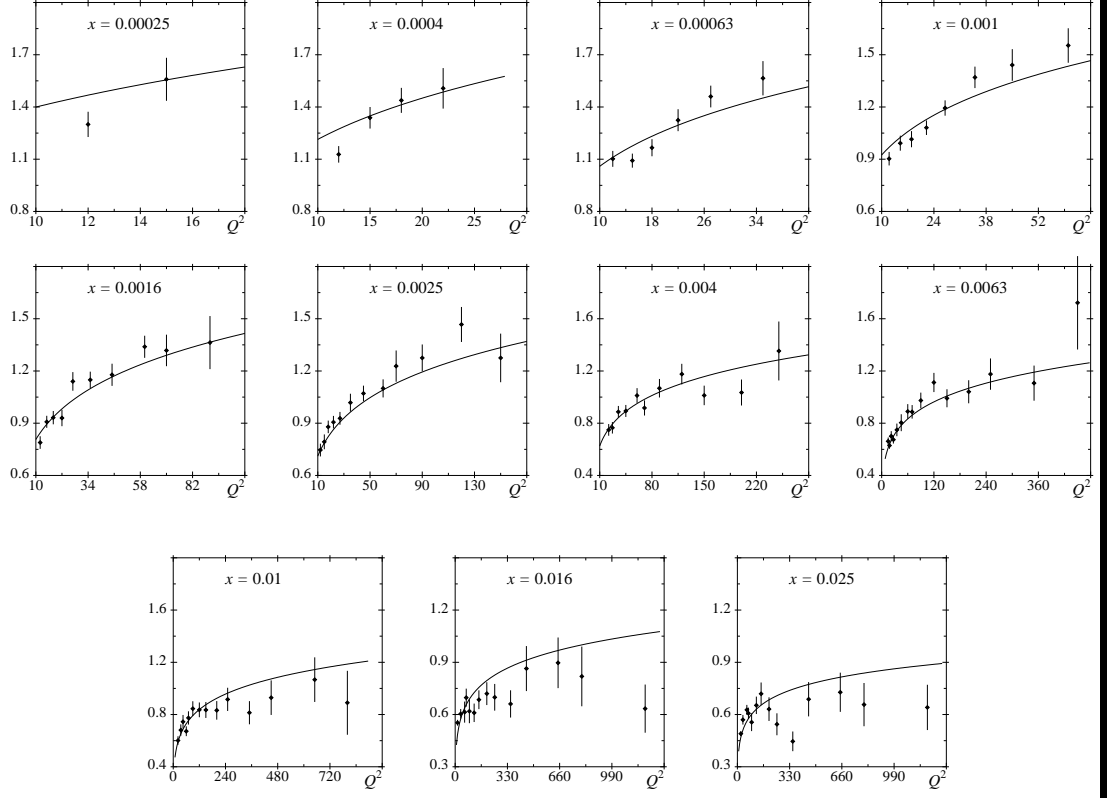 x = 0.00025
1.7
1.4
1.1
0.8
10 12 14 16 Q²
x = 0.0004
1.7
1.4
1.1
0.8
10 15 20 25 Q²
x = 0.00063
1.7
1.4
1.1
0.8
10 18 26 34 Q²
x = 0.001
1.5
1.2
0.9
0.6
10 24 38 52 Q²
x = 0.0016
1.5
1.2
0.9
0.6
10 34 58 82 Q²
x = 0.0025
1.5
1.2
0.9
0.6
10 50 90 130 Q²
x = 0.004
1.6
1.2
0.8
0.4
10 80 150 220 Q²
x = 0.0063
1.6
1.2
0.8
0.4
0 120 240 360 Q²
x = 0.01
1.6
1.2
0.8
0.4
0 240 480 720 Q²
x = 0.016
1.2
0.9
0.6
0.3
0 330 660 990 Q²
x = 0.025
1.2
0.9
0.6
0.3
0 330 660 990 Q²